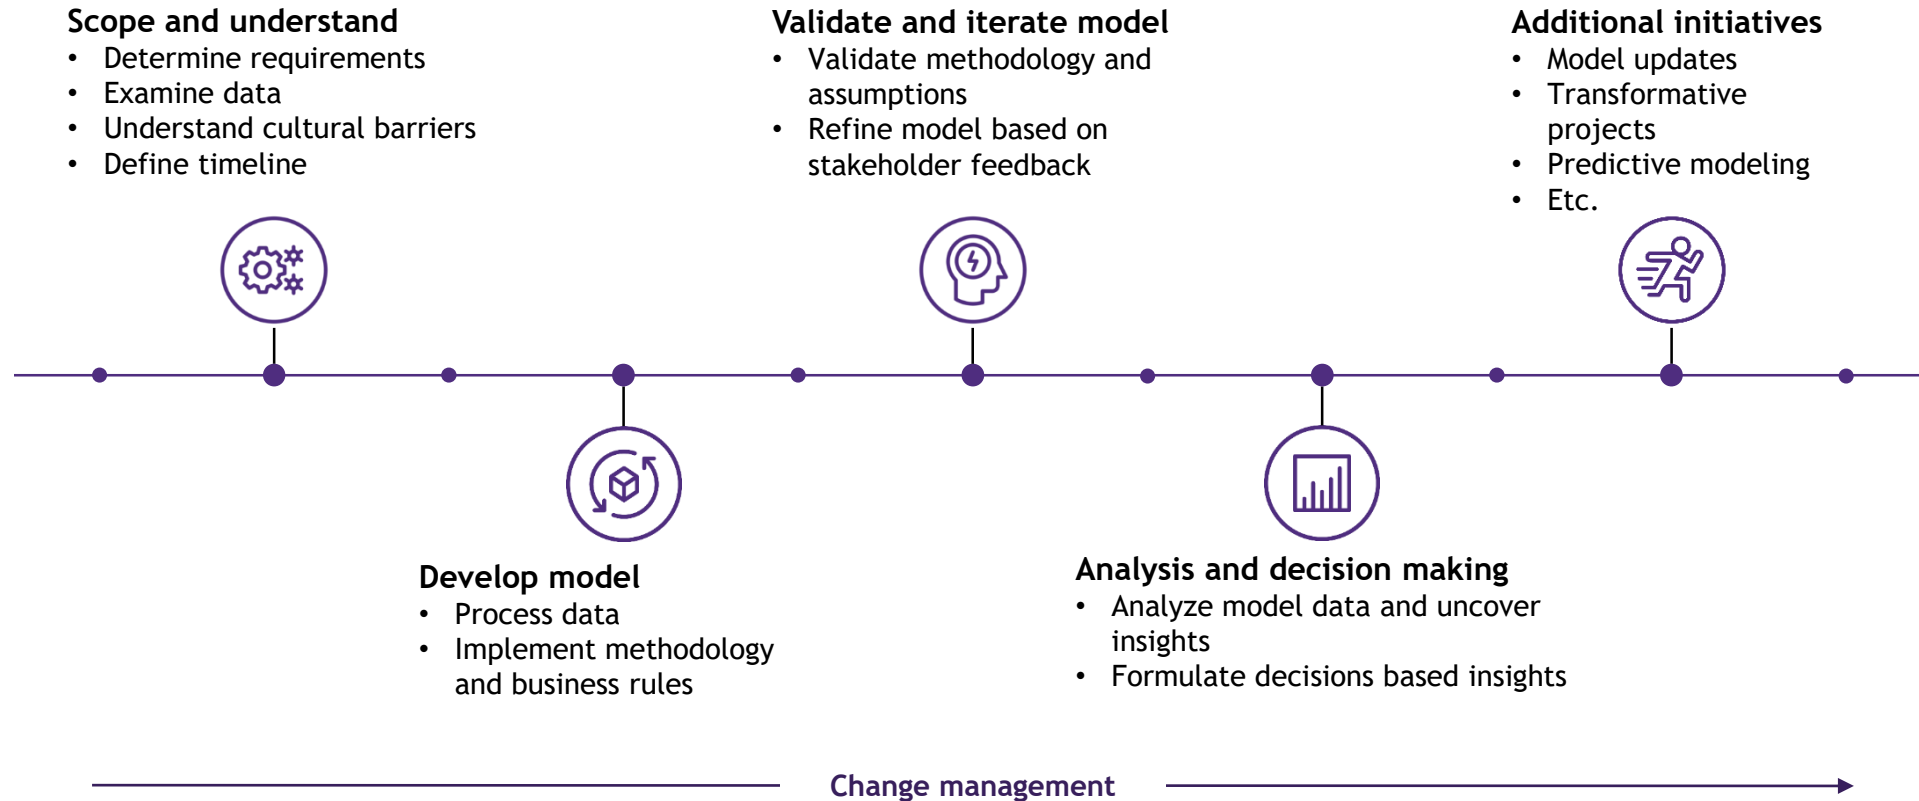 Scope and understand
• Determine requirements
• Examine data
• Understand cultural barriers
• Define timeline
Validate and iterate model
• Validate methodology and
assumptions
• Refine model based on
stakeholder feedback
Additional initiatives
• Model updates
• Transformative
projects
• Predictive modeling
• Etc.
Develop model
• Process data
• Implement methodology
and business rules
Analysis and decision making
• Analyze model data and uncover
insights
• Formulate decisions based insights
Change management